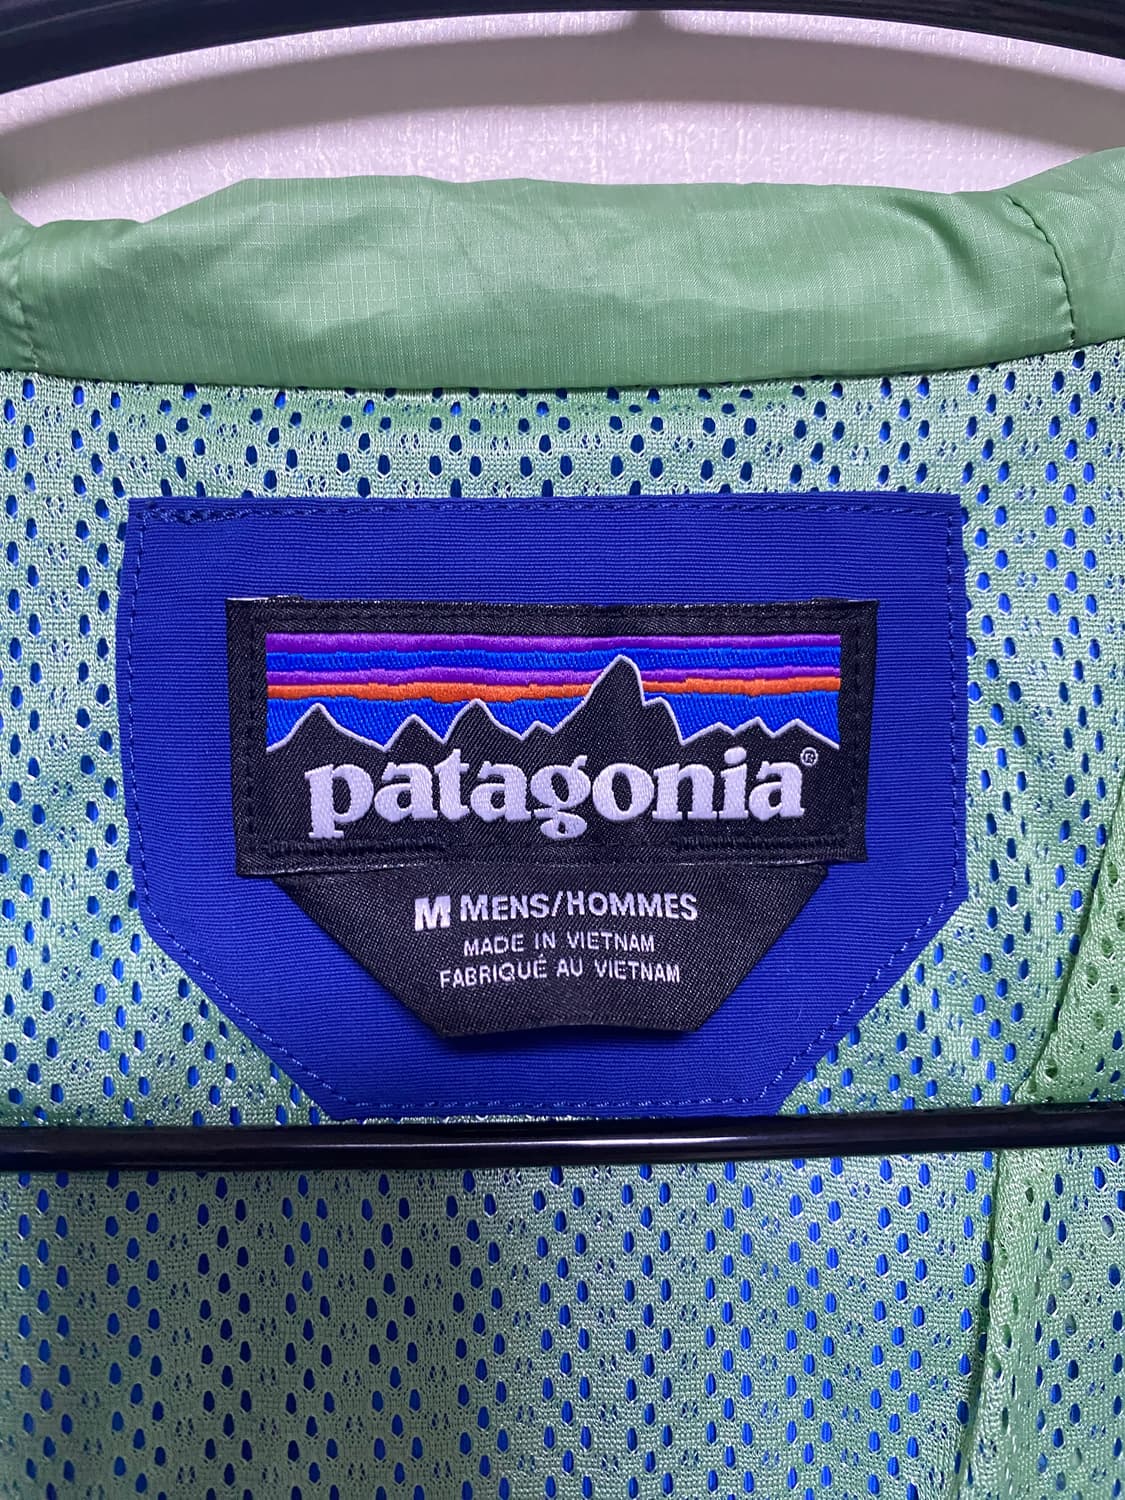 patagonia®
M MENS/HOMMES
MADE IN VIETNAM
FABRIQUÉ AU VIETNAM